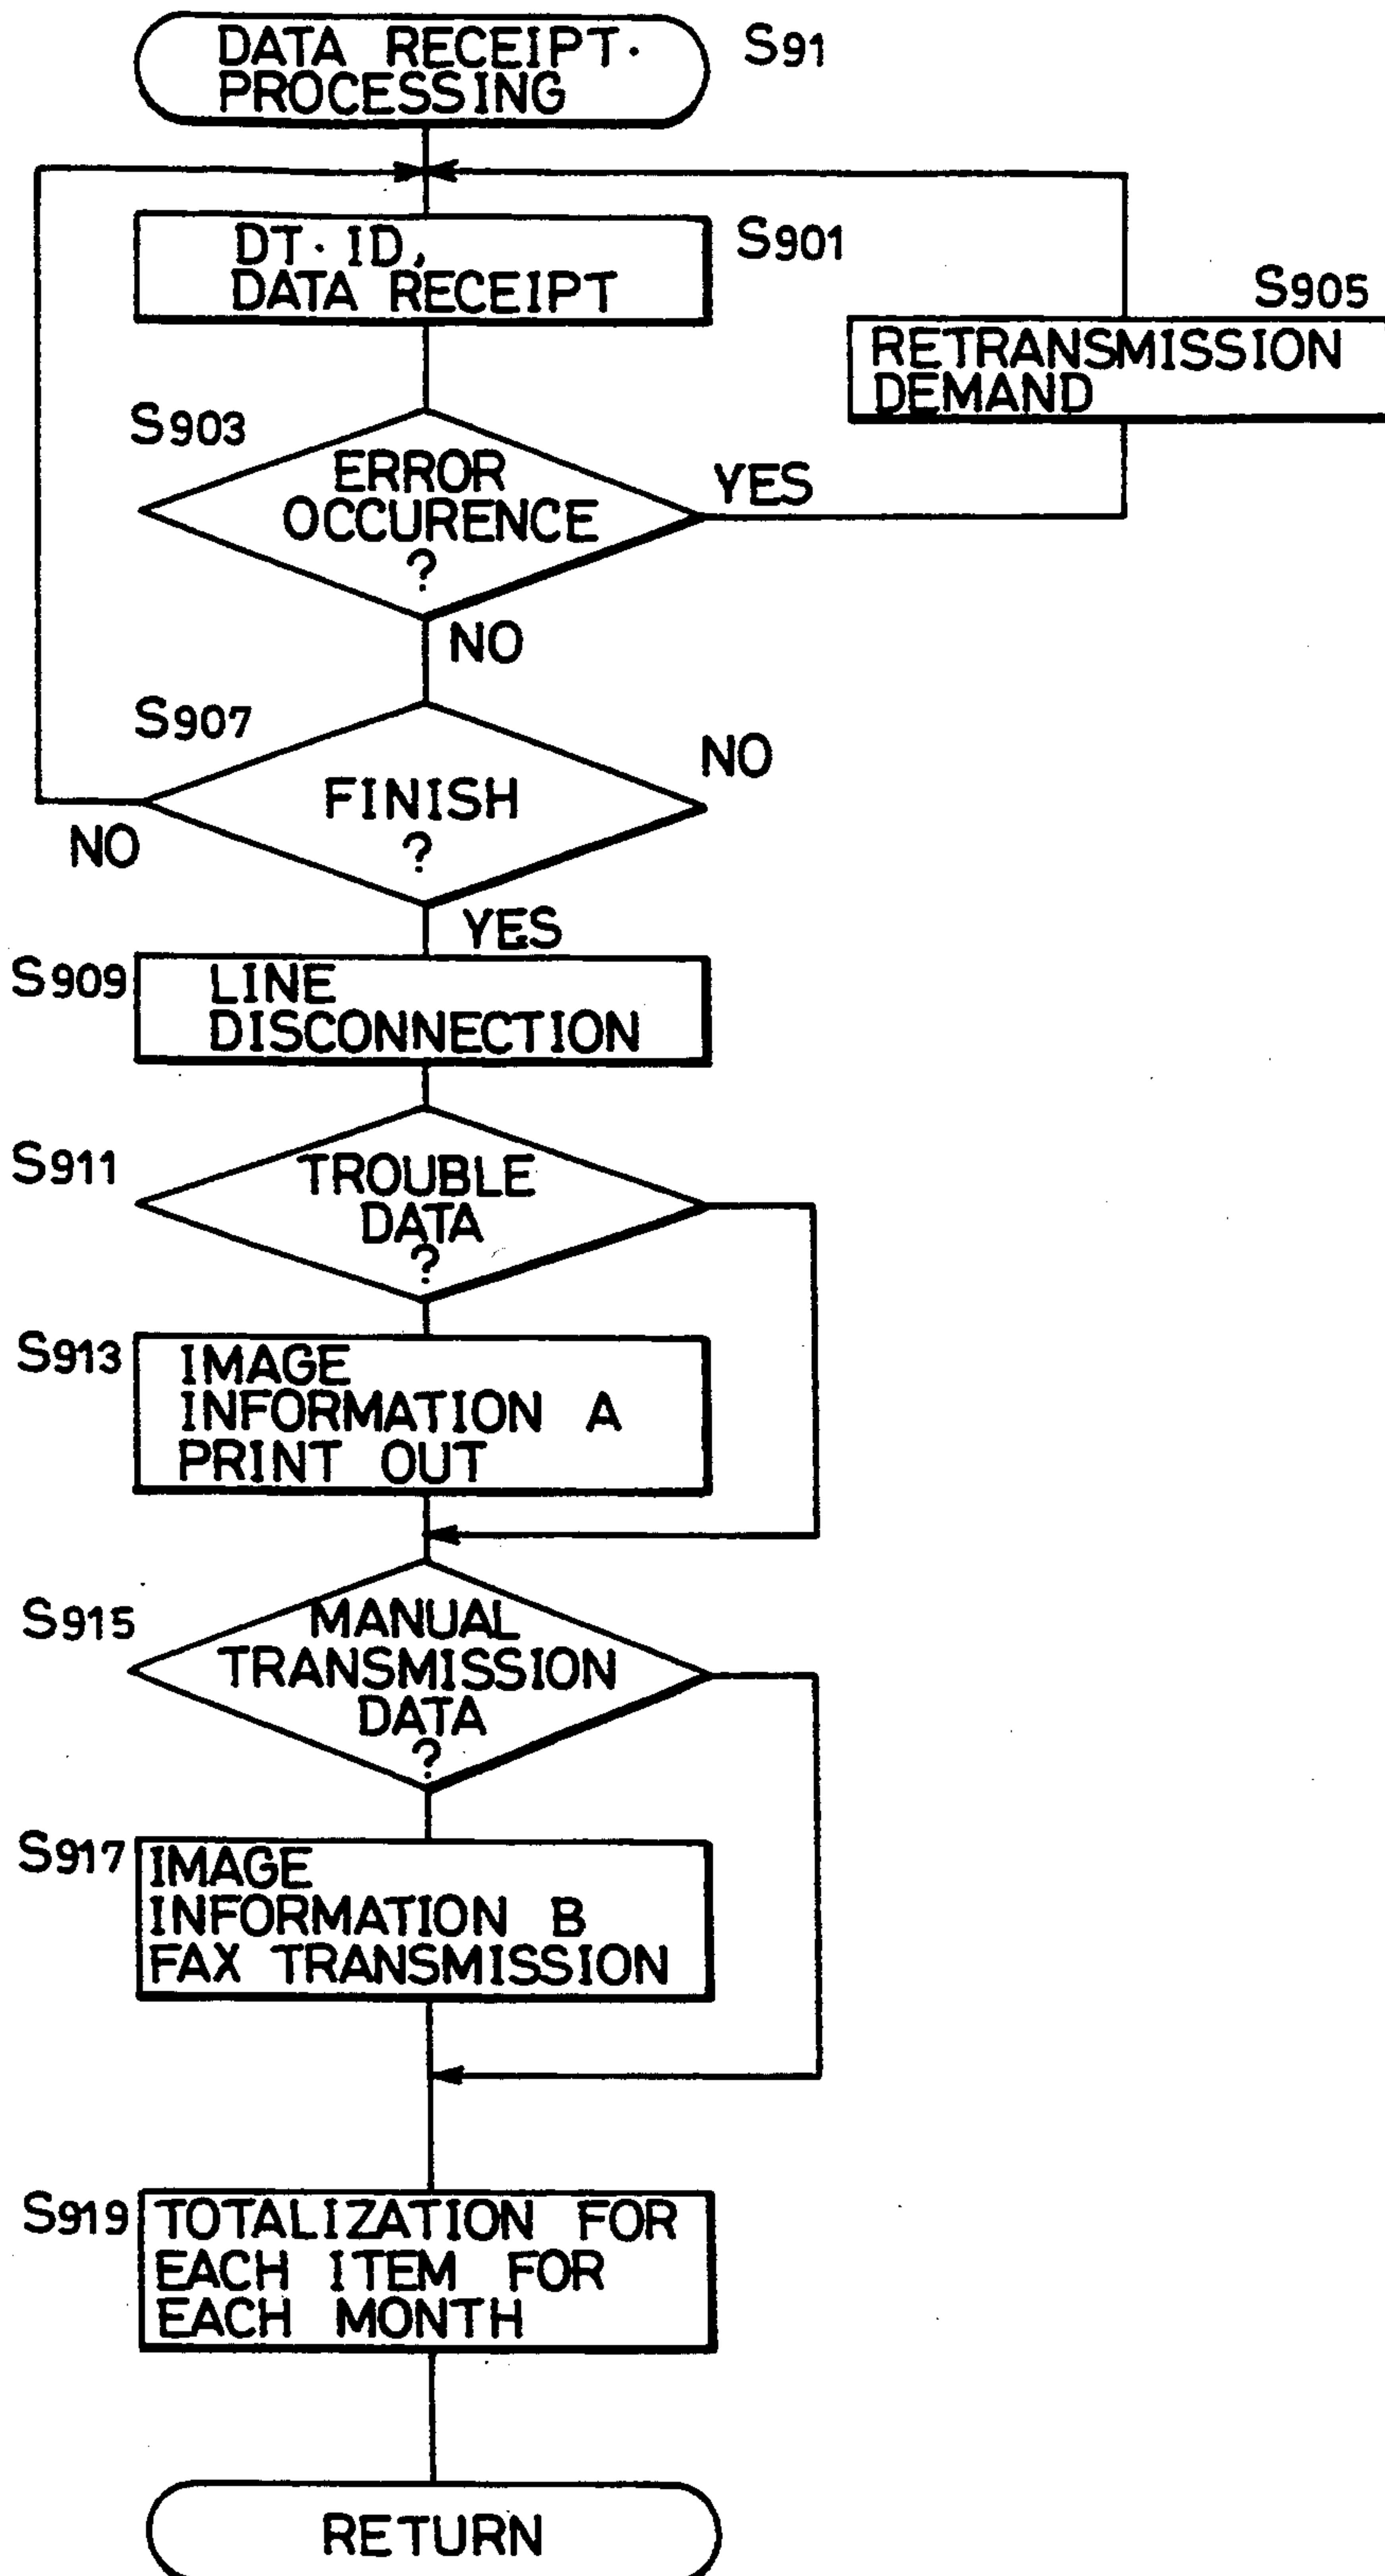 DATA RECEIPT·
PROCESSING
S91
DT·ID,
DATA RECEIPT
S901
S905
RETRANSMISSION
DEMAND
S903
ERROR
OCCURENCE
?
YES
NO
S907
FINISH
?
NO
NO
YES
S909
LINE
DISCONNECTION
S911
TROUBLE
DATA
?
S913
IMAGE
INFORMATION A
PRINT OUT
S915
MANUAL
TRANSMISSION
DATA
?
S917
IMAGE
INFORMATION B
FAX TRANSMISSION
S919
TOTALIZATION FOR
EACH ITEM FOR
EACH MONTH
RETURN